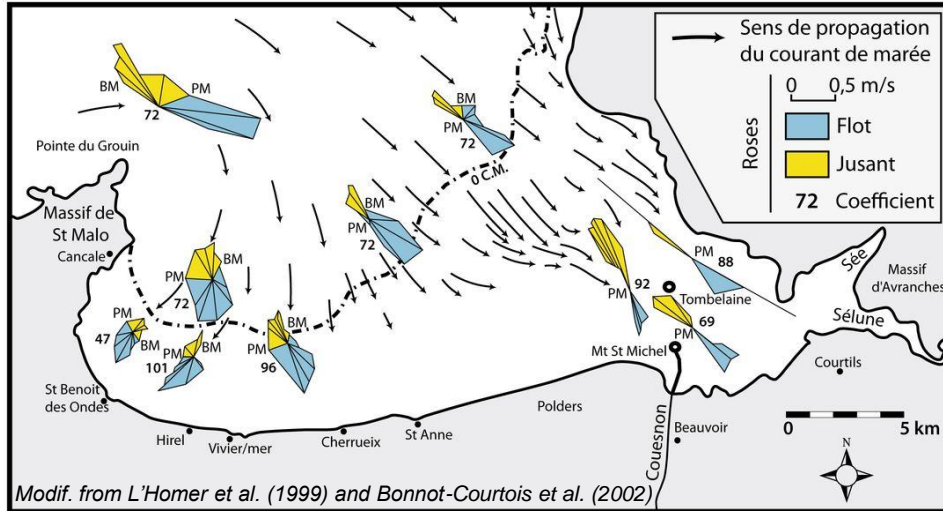 Sens de propagation
du courant de marée
0 0,5 m/s
Roses
Flot
Jusant
72 Coefficient
BM
PM
72
Pointe du Grouin
BM
PM
72
0 C.M.
Massif de
St Malo
Cancale
BM
PM
72
PM
BM
72
PM
88
92
PM
Tombelaine
69
PM
Mt St Michel
Sée
Massif
d'Avranches
Sélune
Courtils
PM
47
BM
PM
BM
101
BM
PM
96
St Benoit
des Ondes
Hirel
Vivier/mer
Cherrueix
St Anne
Polders
Couesnon
Beauvoir
0 5 km
N
Modif. from L'Homer et al. (1999) and Bonnot-Courtois et al. (2002)